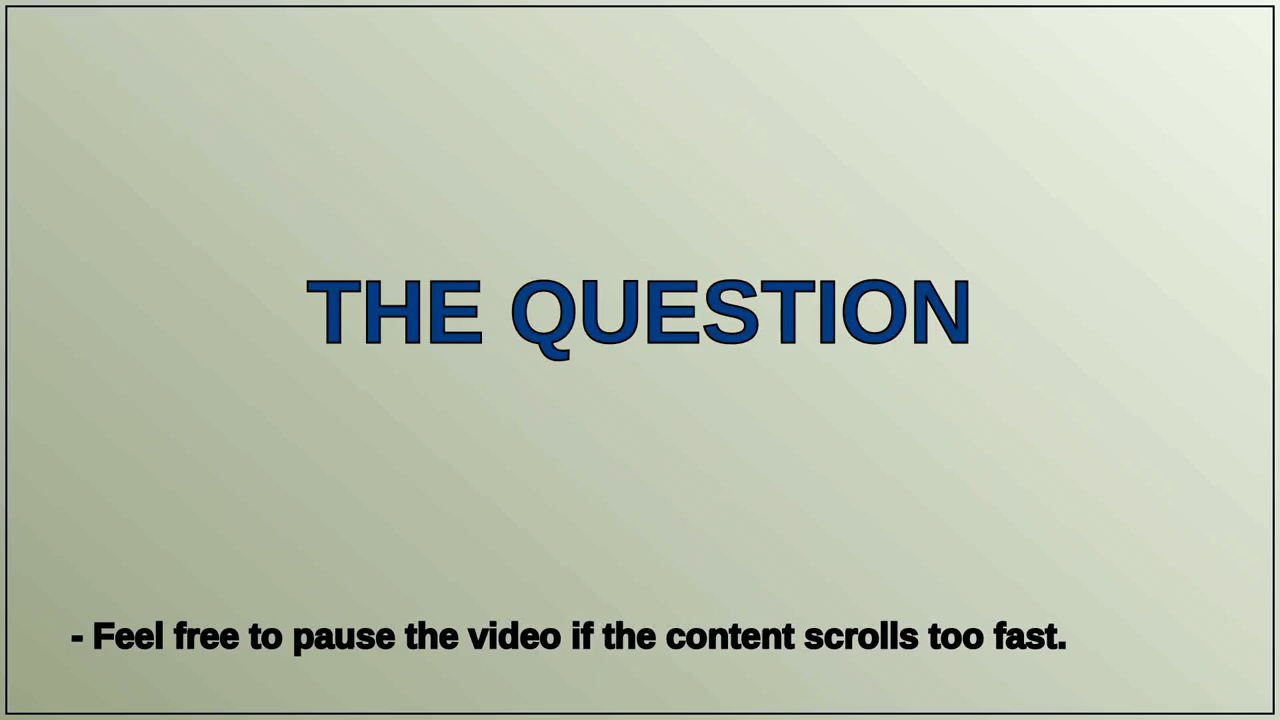 THE QUESTION
- Feel free to pause the video if the content scrolls too fast.